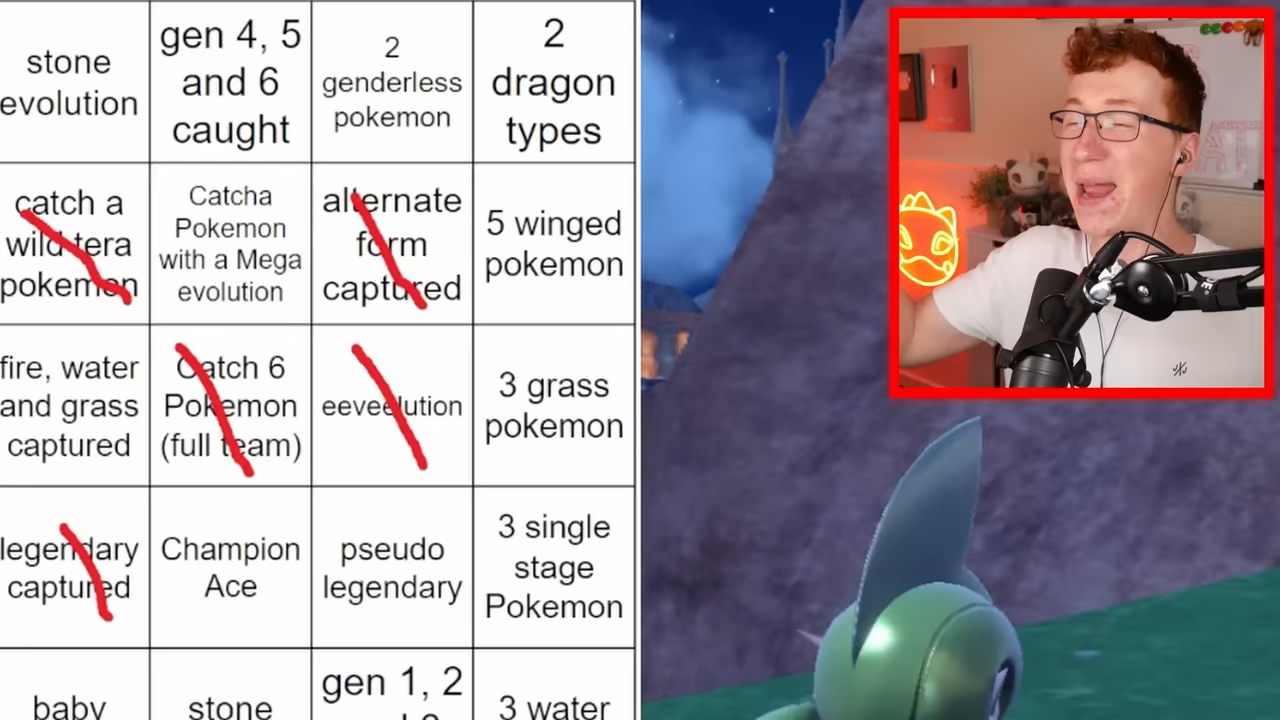 stone
evolution
gen 4, 5
and 6
caught
2
genderless
pokemon
2
dragon
types
catch a
wild tera
pokemon
Catcha
Pokemon
with a Mega
evolution
alternate
form
captured
5 winged
pokemon
fire, water
and grass
captured
Catch 6
Pokemon
(full team)
eeveelution
3 grass
pokemon
legendary
captured
Champion
Ace
pseudo
legendary
3 single
stage
Pokemon
baby
stone
gen 1, 2
3 water